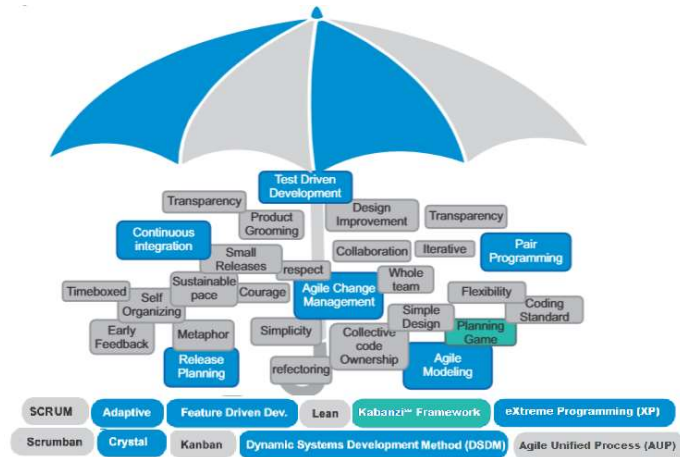 Test Driven
Development
Transparency
Product
Grooming
Design
Improvement
Transparency
Continuous
integration
Small
Releases
Collaboration
Iterative
Pair
Programming
respect
Whole
team
Timeboxed
Self
Organizing
Sustainable
pace
Courage
Agile Change
Management
Flexibility
Coding
Standard
Early
Feedback
Metaphor
Simplicity
Collective
code
Ownership
Simple
Design
Planning
Game
Release
Planning
refectoring
Agile
Modeling
SCRUM
Adaptive
Feature Driven Dev.
Lean
Kabanzi℠ Framework
eXtreme Programming (XP)
Scrumban
Crystal
Kanban
Dynamic Systems Development Method (DSDM)
Agile Unified Process (AUP)